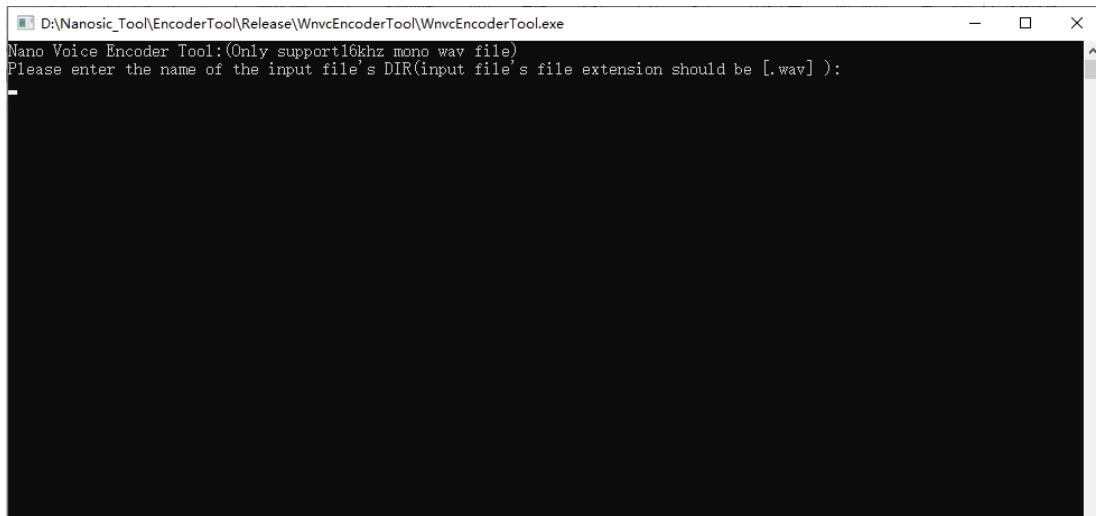 D:\Nanosic_Tool\EncoderTool\Release\WnvcEncoderTool\WnvcEncoderTool.exe
Nano Voice Encoder Tool:(Only support16khz mono wav file)
Please enter the name of the input file's DIR(input file's file extension should be [.wav] ):